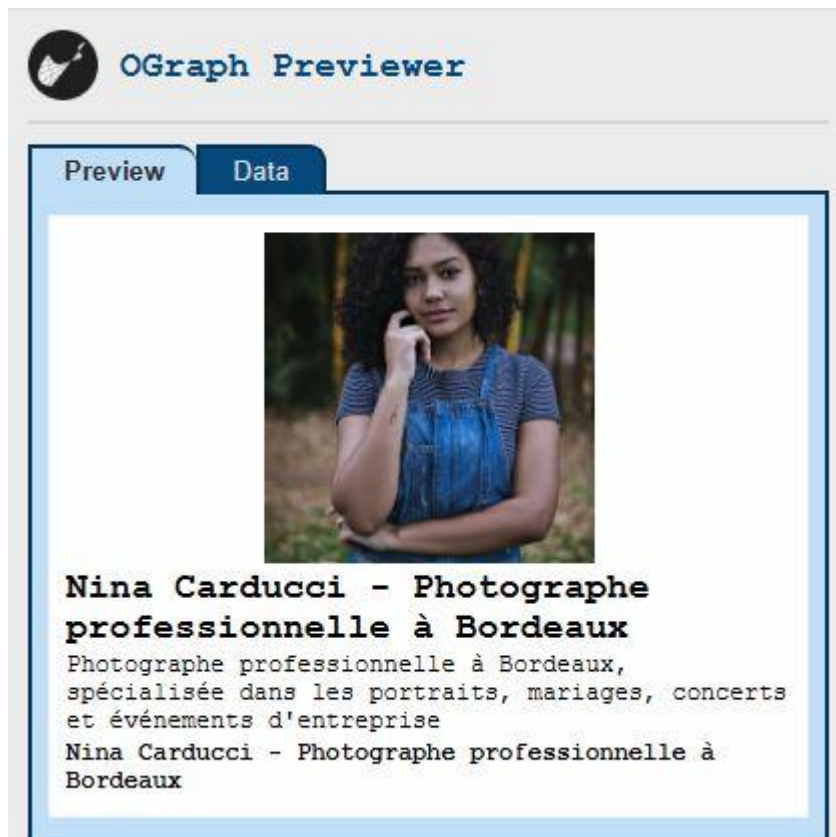 OGraph Previewer
Preview
Data
Nina Carducci - Photographe
professionnelle à Bordeaux
Photographe professionnelle à Bordeaux,
spécialisée dans les portraits, mariages, concerts
et événements d'entreprise
Nina Carducci - Photographe professionnelle à
Bordeaux